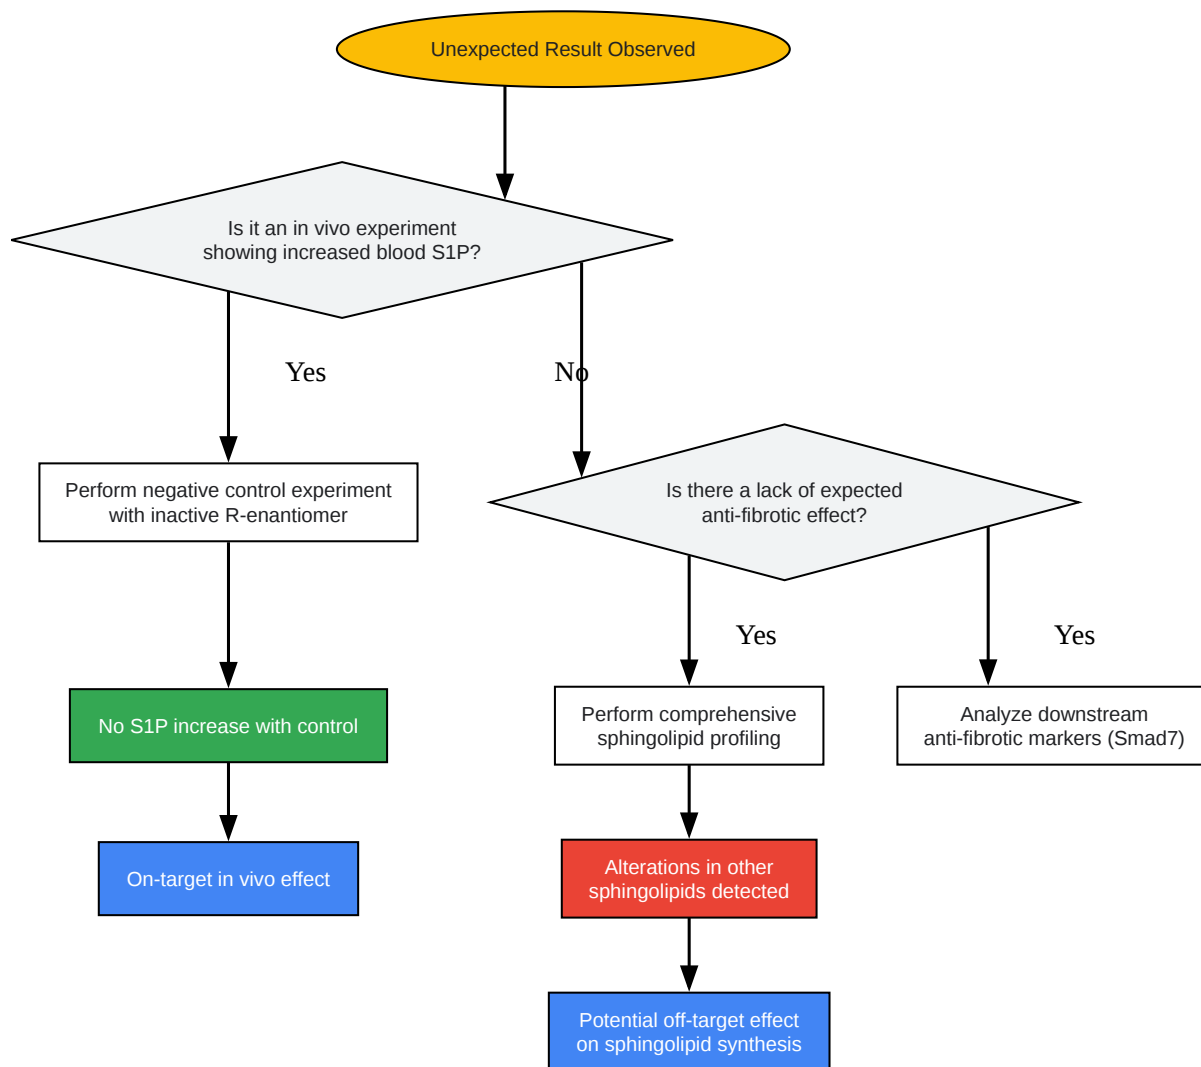 Unexpected Result Observed
Is it an in vivo experiment
showing increased blood S1P?
Yes
No
Perform negative control experiment
with inactive R-enantiomer
Is there a lack of expected
anti-fibrotic effect?
Yes
Yes
No S1P increase with control
Perform comprehensive
sphingolipid profiling
Analyze downstream
anti-fibrotic markers (Smad7)
On-target in vivo effect
Alterations in other
sphingolipids detected
Potential off-target effect
on sphingolipid synthesis